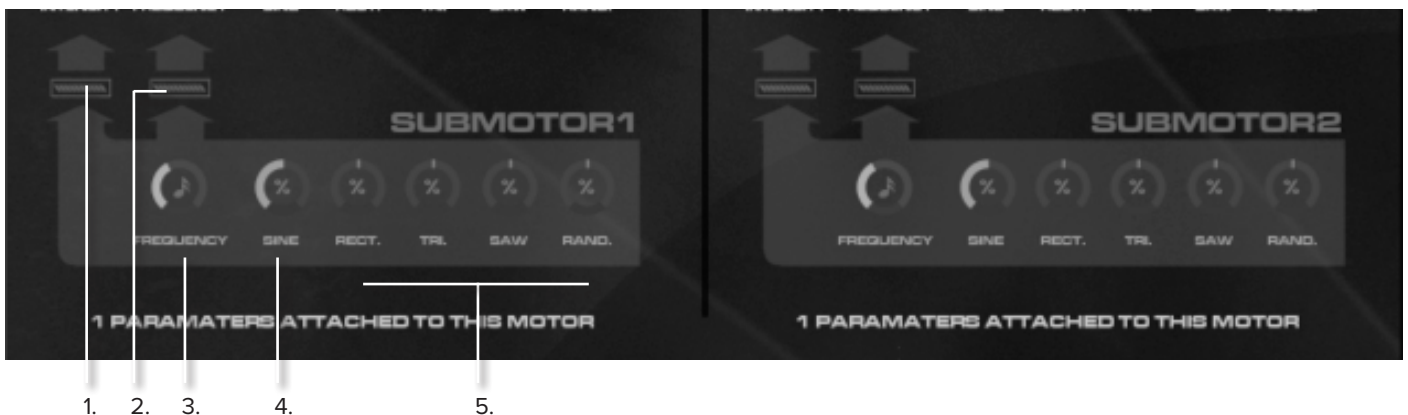 SUBMOTOR1
SUBMOTOR2
% % % % %
% % % % %
FREQUENCY SINE RECT. TRI. SAW RAND.
FREQUENCY SINE RECT. TRI. SAW RAND.
1 PARAMATERS ATTACHED TO THIS MOTOR
1 PARAMATERS ATTACHED TO THIS MOTOR
1. 2. 3. 4. 5.